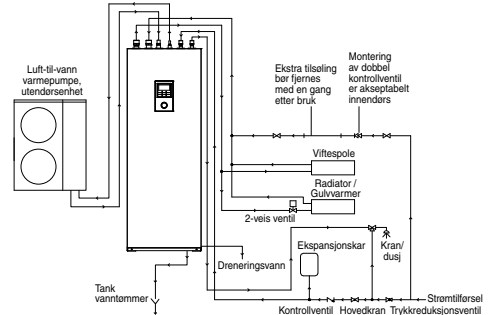 Luft-til-vann
varmepumpe,
utendørsenhet
Ekstra tilsøling
bør fjernes
med en gang
etter bruk
Montering
av dobbel
kontrollventil
er akseptabelt
innendørs
Viftespole
Radiator /
Gulvvarmer
2-veis ventil
Ekspansjonskar
Kran/
dusj
Dreneringsvann
Tank
vanntømmer
Strømtilførsel
Kontrollventil
Hovedkran
Trykkreduksjonsventil